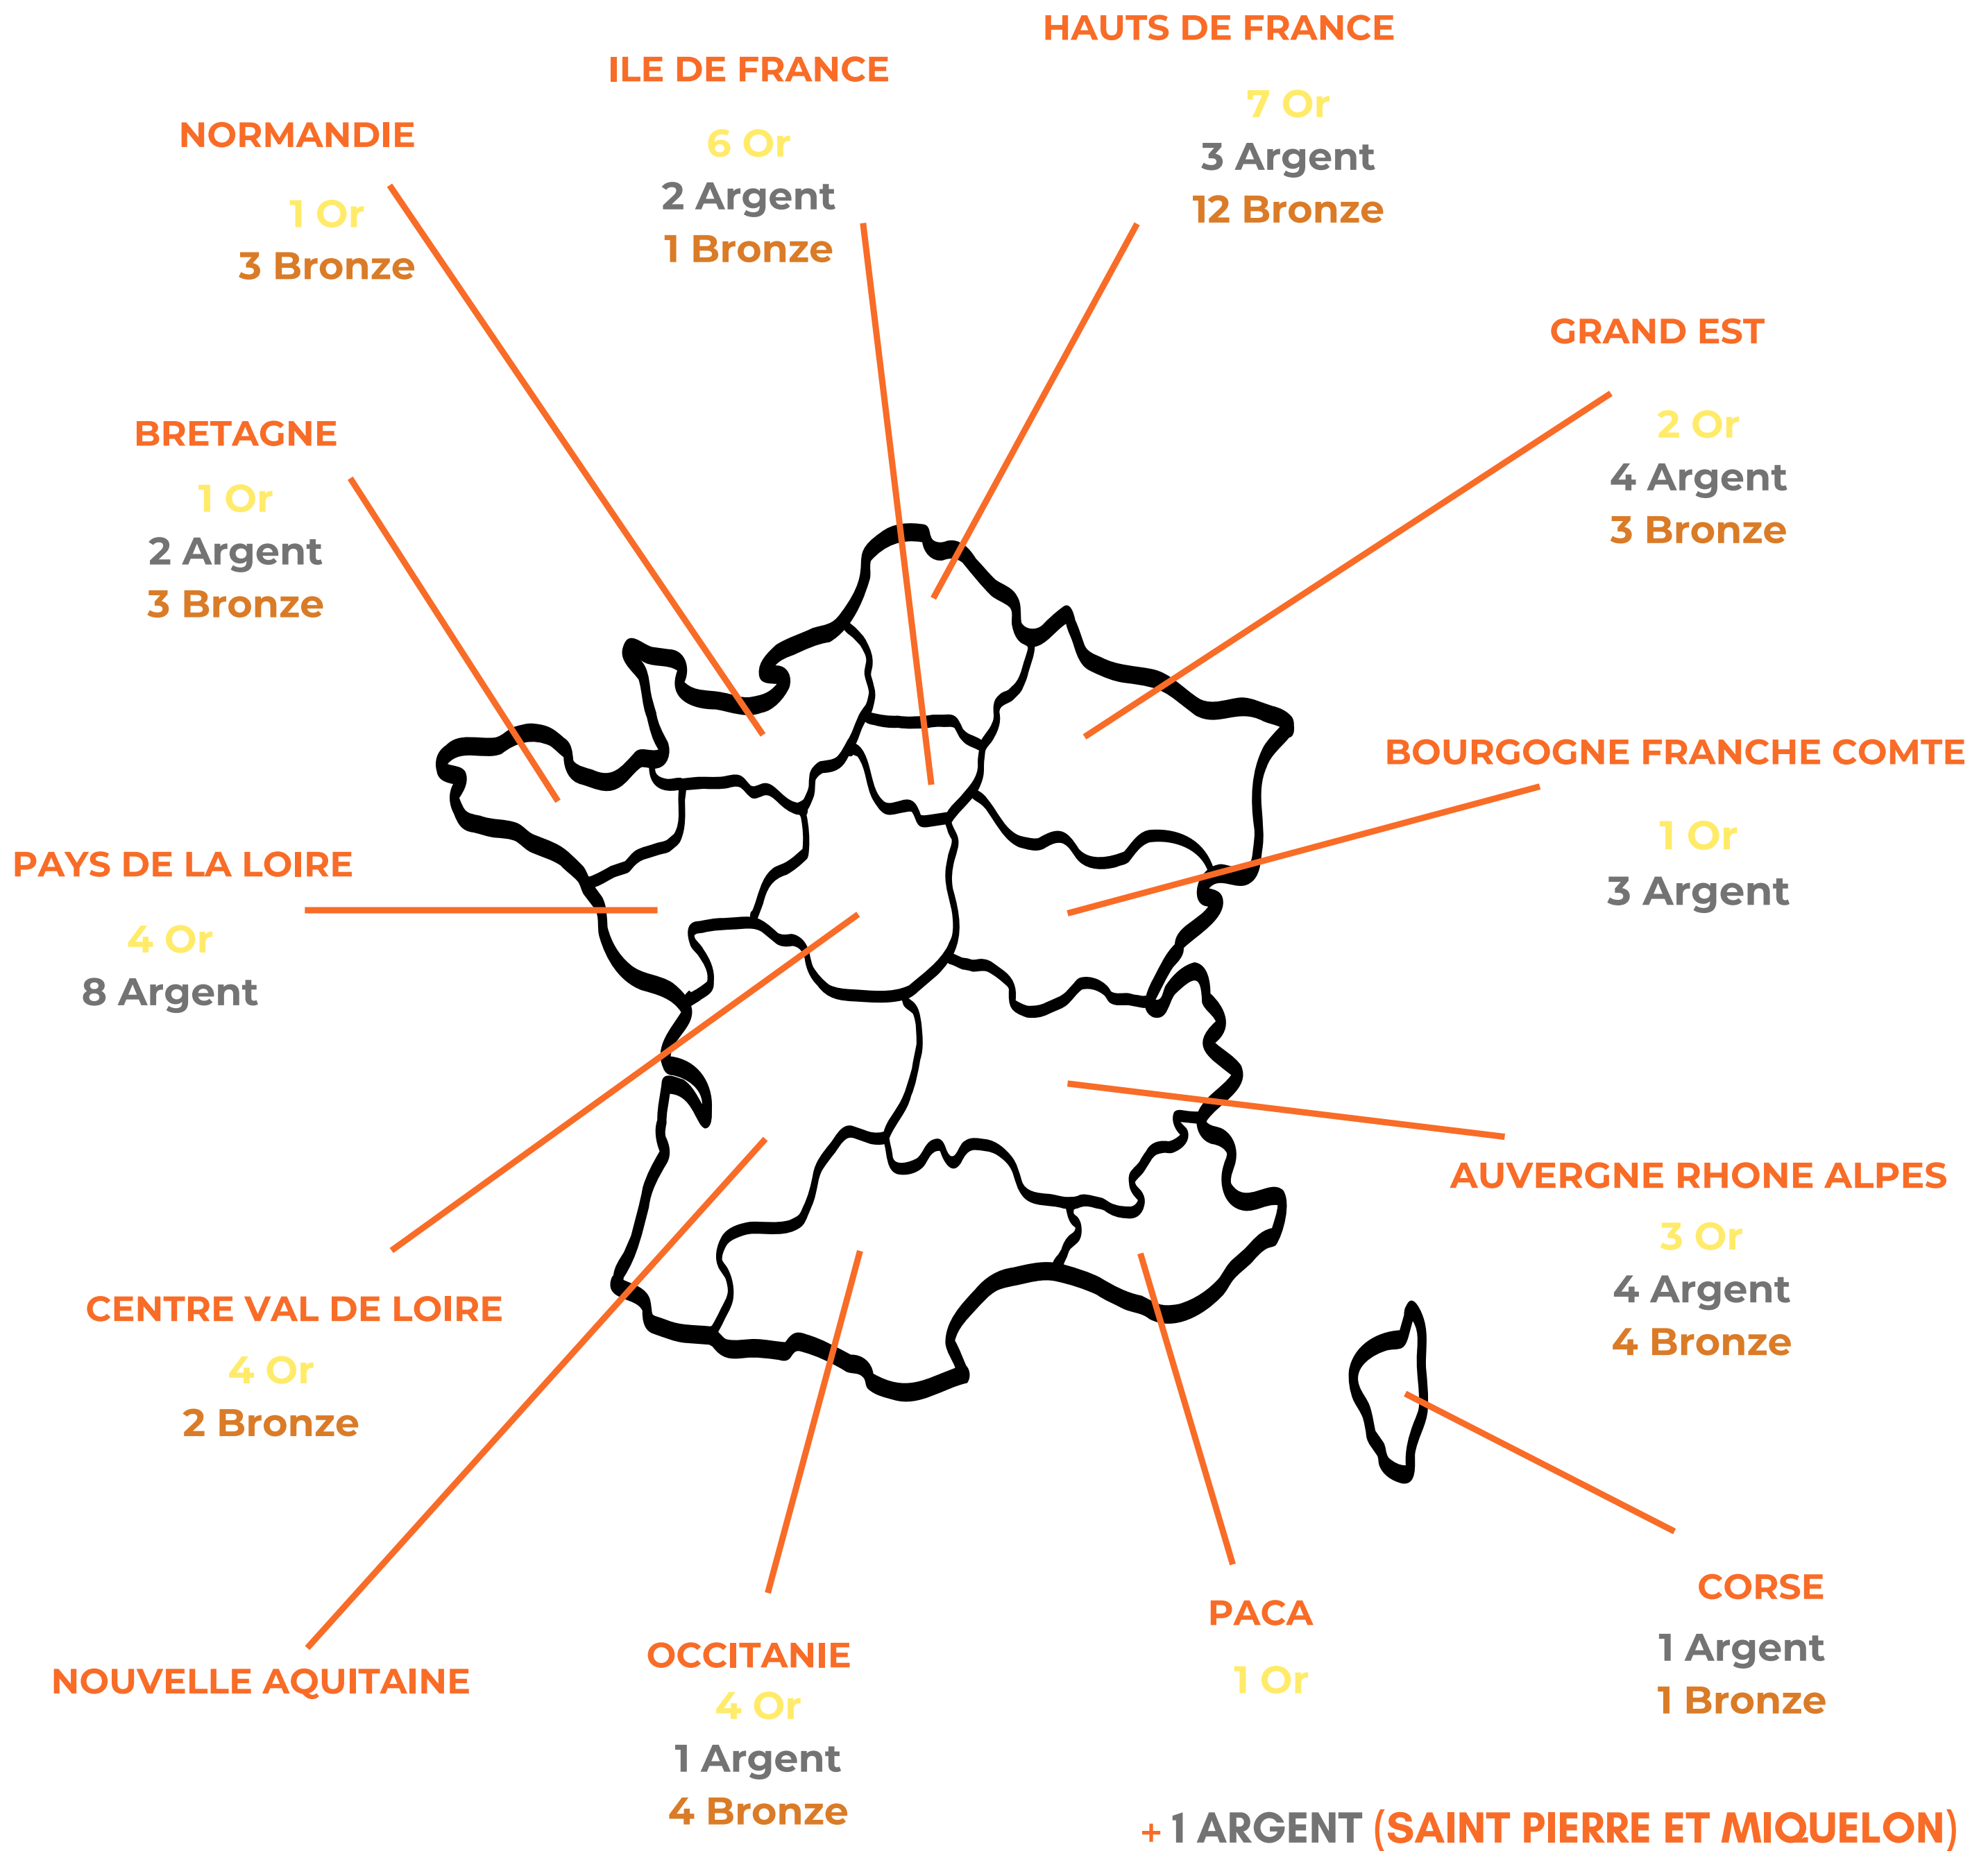 HAUTS DE FRANCE
7 Or
3 Argent
12 Bronze
ILE DE FRANCE
6 Or
2 Argent
1 Bronze
NORMANDIE
1 Or
3 Bronze
GRAND EST
2 Or
4 Argent
3 Bronze
BRETAGNE
1 Or
2 Argent
3 Bronze
BOURGOGNE FRANCHE COMTE
1 Or
3 Argent
PAYS DE LA LOIRE
4 Or
8 Argent
AUVERGNE RHONE ALPES
3 Or
4 Argent
4 Bronze
CENTRE VAL DE LOIRE
4 Or
2 Bronze
CORSE
1 Argent
1 Bronze
PACA
1 Or
OCCITANIE
4 Or
1 Argent
4 Bronze
NOUVELLE AQUITAINE
+ 1 ARGENT (SAINT PIERRE ET MIQUELON)